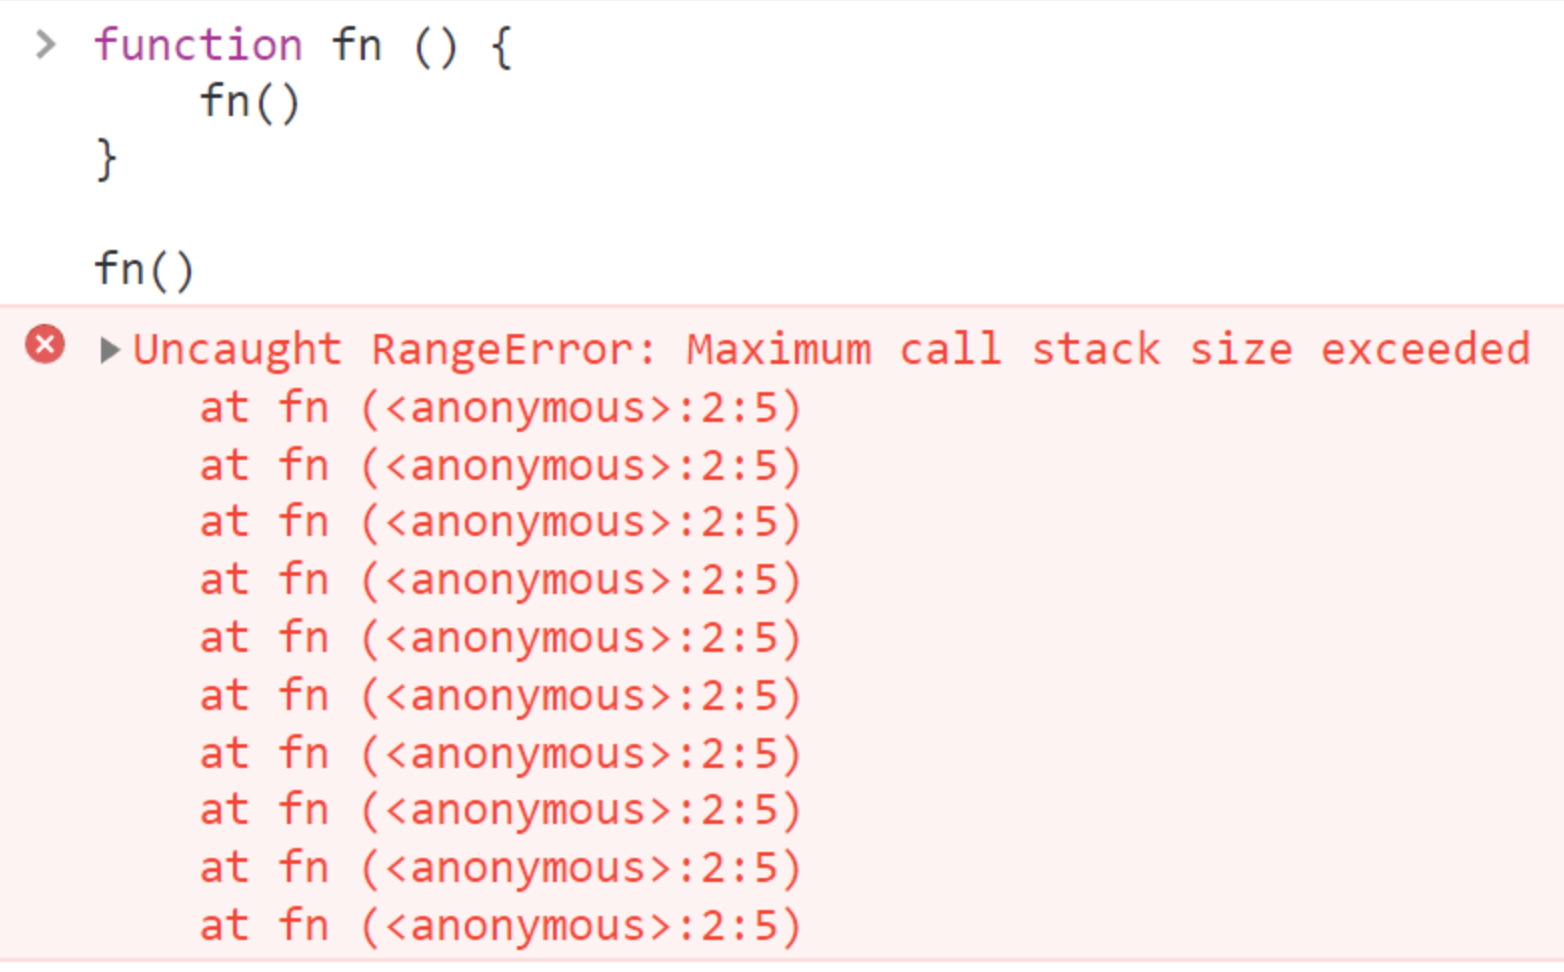 > function fn () {
    fn()
}

fn()
Uncaught RangeError: Maximum call stack size exceeded
    at fn (<anonymous>:2:5)
    at fn (<anonymous>:2:5)
    at fn (<anonymous>:2:5)
    at fn (<anonymous>:2:5)
    at fn (<anonymous>:2:5)
    at fn (<anonymous>:2:5)
    at fn (<anonymous>:2:5)
    at fn (<anonymous>:2:5)
    at fn (<anonymous>:2:5)
    at fn (<anonymous>:2:5)